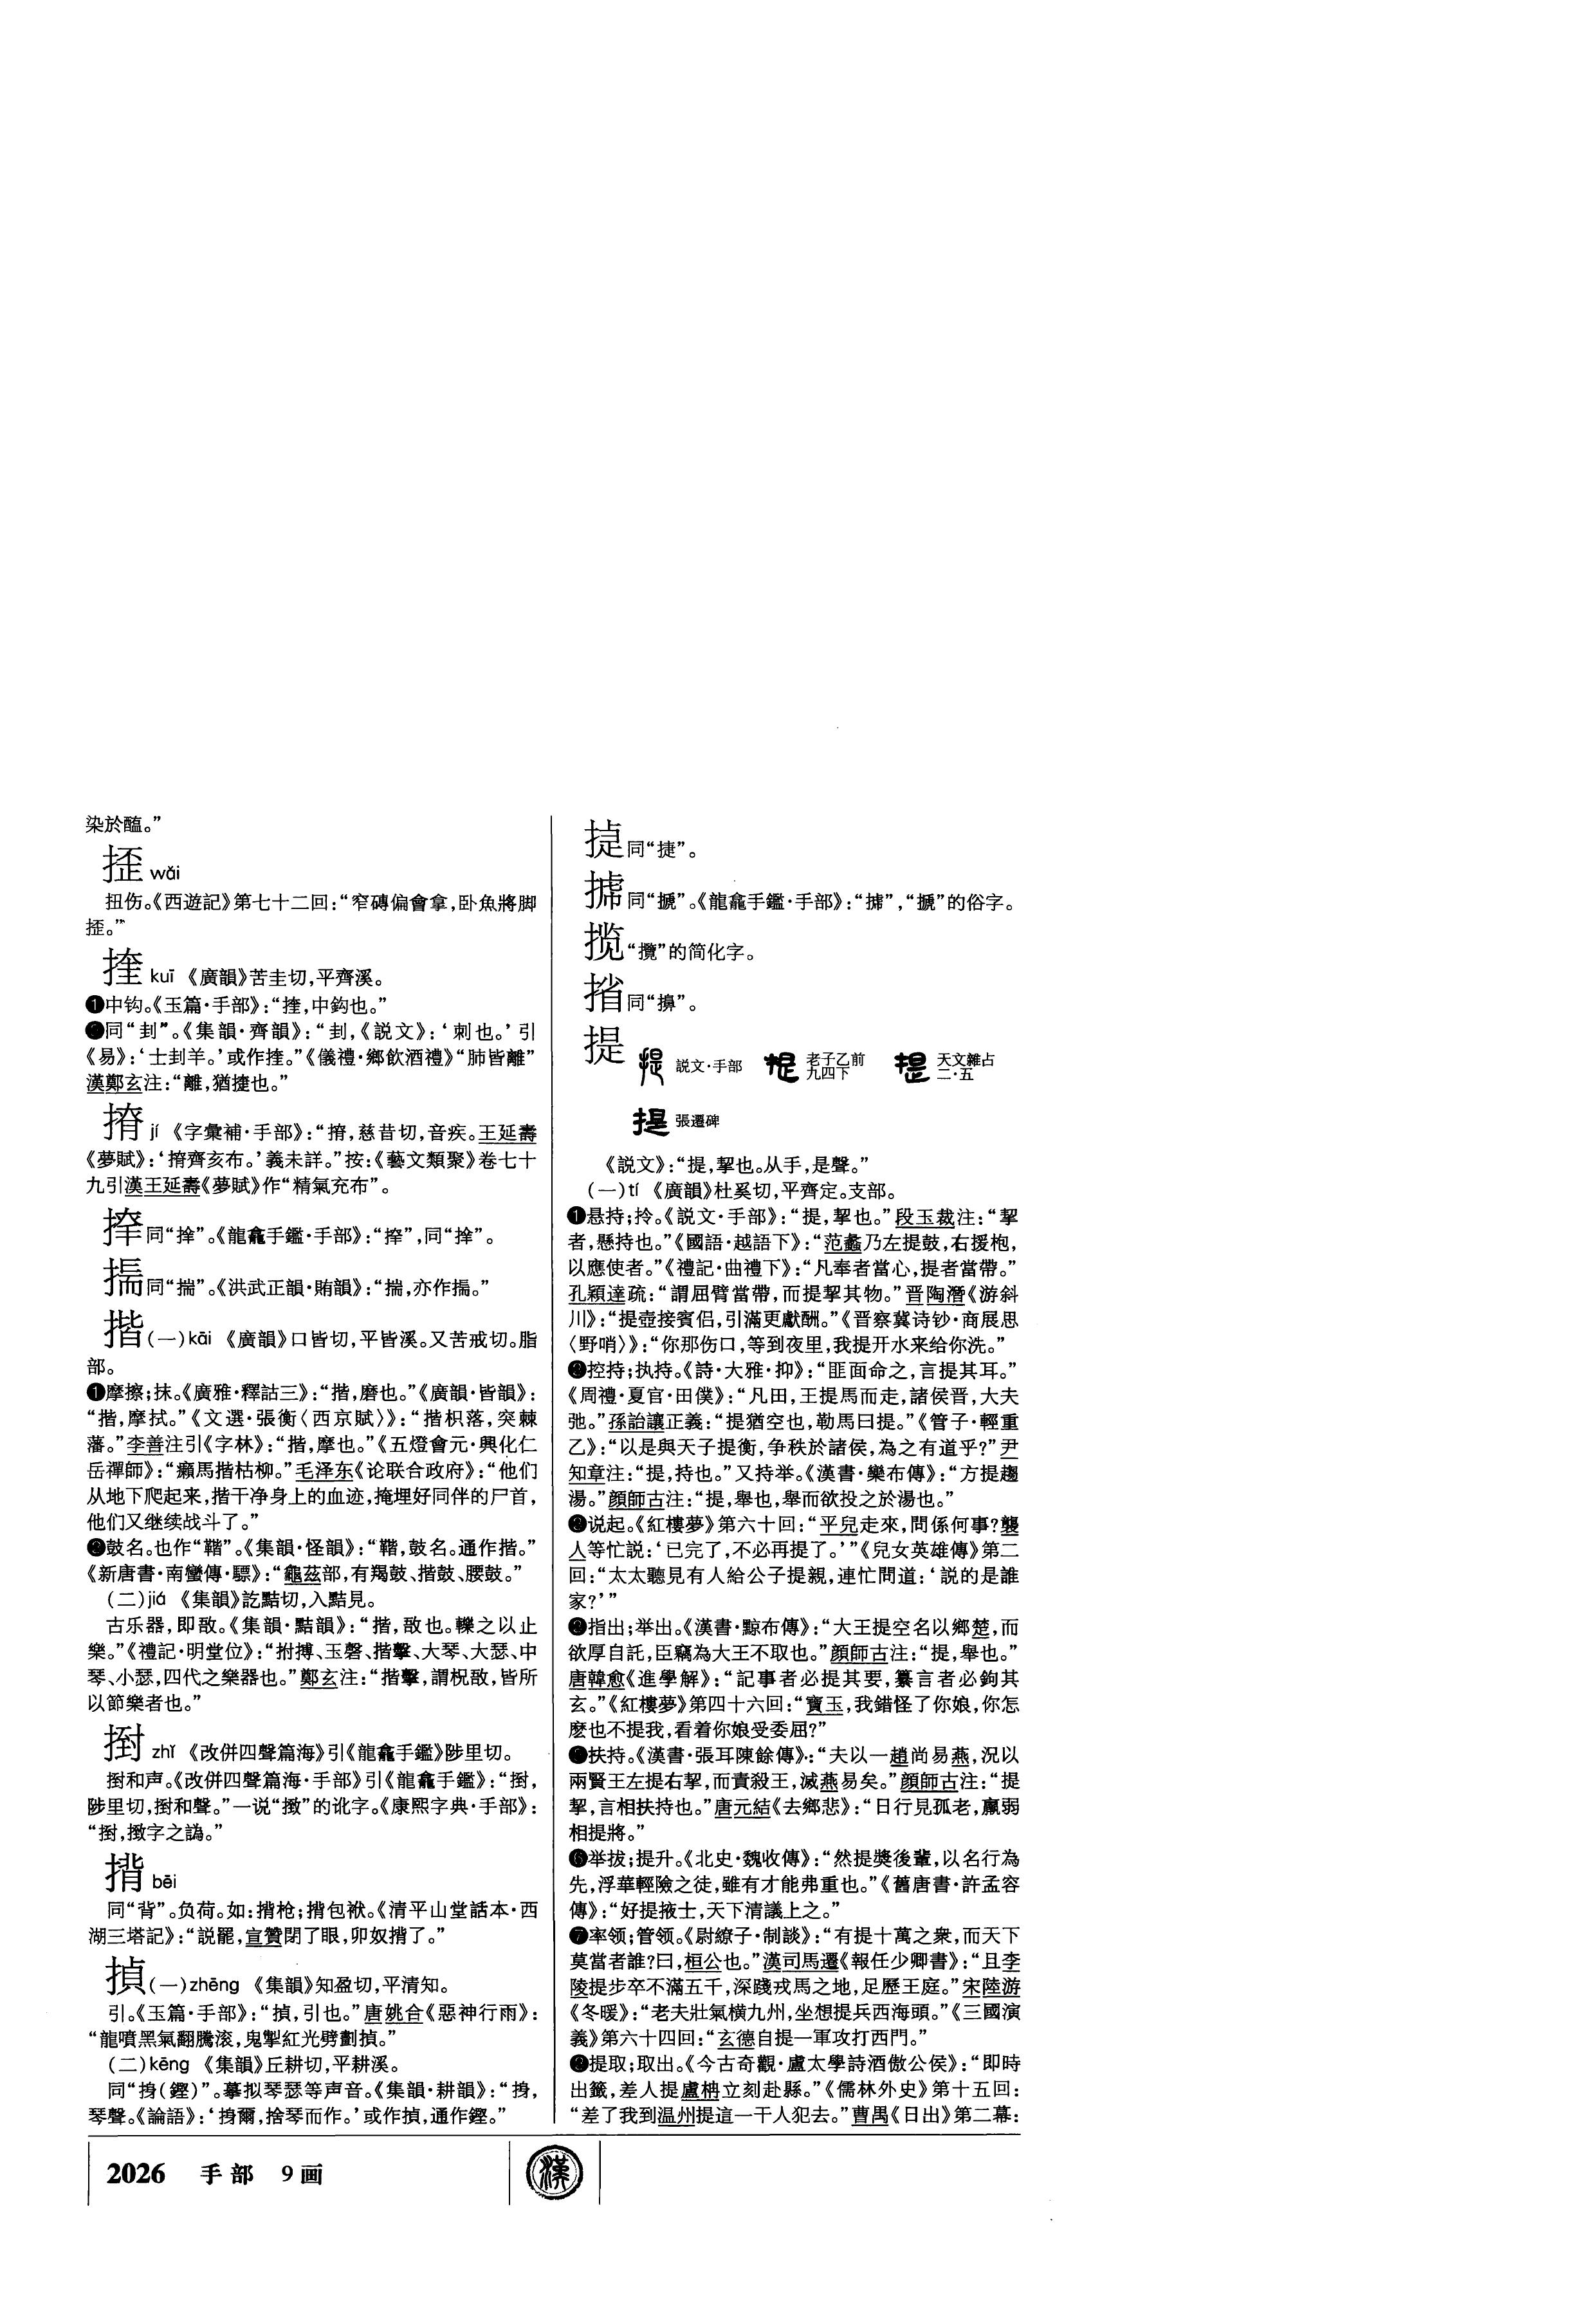 染於醢。”
㧷 wǎi
扭伤。《西遊記》第七十二回：“窄磚偏會拿，卧魚將脚
㧷。”
㨒 kuī 《廣韻》苦圭切，平齊溪。
❶中钩。《玉篇·手部》：“㨒，中鈎也。”
❷同“刲”。《集韻·齊韻》：“刲，《説文》：‘刺也。’引
《易》：‘士刲羊。’或作㨒。”《儀禮·鄉飲酒禮》“肺皆離”
漢鄭玄注：“離，猶㨒也。”
㨈 jí 《字彙補·手部》：“㨈，慈昔切，音疾。王延壽
《夢賦》：‘㨈齊亥布。’義未詳。”按：《藝文類聚》卷七十
九引漢王延壽《夢賦》作“精氣充布”。
同“拴”。《龍龕手鑑·手部》：“”，同“拴”。
同“揣”。《洪武正韻·賄韻》：“揣，亦作。”
揩（一）kāi 《廣韻》口皆切，平皆溪。又苦戒切。脂
部。
❶摩擦；抹。《廣雅·釋詁三》：“揩，磨也。”《廣韻·皆韻》：
“揩，摩拭。”《文選·張衡〈西京賦〉》：“揩枳落，突棘
藩。”李善注引《字林》：“揩，摩也。”《五燈會元·興化仁
岳禪師》：“癩馬揩枯柳。”毛泽东《论联合政府》：“他们
从地下爬起来，揩干净身上的血迹，掩埋好同伴的尸首，
他们又继续战斗了。”
❷鼓名。也作“鞜”。《集韻·怪韻》：“鞜，鼓名。通作揩。”
《新唐書·南蠻傳·驃》：“龜茲部，有羯鼓、揩鼓、腰鼓。”
（二）jiá 《集韻》訖黠切，入黠見。
古乐器，即敔。《集韻·黠韻》：“揩，敔也。轢之以止
樂。”《禮記·明堂位》：“拊搏、玉磬、揩擊、大琴、大瑟、中
琴、小瑟，四代之樂器也。”鄭玄注：“揩擊，謂柷敔，皆所
以節樂者也。”
㨖 zhǐ 《改併四聲篇海》引《龍龕手鑑》陟里切。
㨖和声。《改併四聲篇海·手部》引《龍龕手鑑》：“㨖，
陟里切，㨖和聲。”一说“撴”的讹字。《康熙字典·手部》：
“㨖，字之譌。”
揹 bēi
同“背”。负荷。如：揹枪；揹包袱。《清平山堂話本·西
湖三塔記》：“説罷，宣贊閉了眼，卯奴揹了。”
揁（一）zhēng 《集韻》知盈切，平清知。
引。《玉篇·手部》：“揁，引也。”唐姚合《惡神行雨》：
“龍噴黑氣翻騰滚，鬼掣紅光劈劃揁。”
（二）kēng 《集韻》丘耕切，平耕溪。
同“挳（鏗）”。摹拟琴瑟等声音。《集韻·耕韻》：“，
琴聲。《論語》：‘爾，捨琴而作。’或作揁，通作鏗。”
同“捷”。
同“搋”。《龍龕手鑑·手部》：“”，“搋”的俗字。
揽“攬”的简化字。
㨘同“擤”。
提
説文·手部 老子乙前九四下 天文雜占二·五
張遷碑
《説文》：“提，挈也。从手，是聲。”
（一）tí 《廣韻》杜奚切，平齊定。支部。
❶悬持；拎。《説文·手部》：“提，挈也。”段玉裁注：“挈
者，懸持也。”《國語·越語下》：“范蠡乃左提鼓，右援枹，
以應使者。”《禮記·曲禮下》：“凡奉者當心，提者當帶。”
孔穎達疏：“謂屈臂當帶，而提挈其物。”晋陶潛《游斜
川》：“提壺接賓侣，引滿更獻酬。”《晋察冀诗钞·商展思
〈野哨〉》：“你那伤口，等到夜里，我提开水来给你洗。”
❷控持；执持。《詩·大雅·抑》：“匪面命之，言提其耳。”
《周禮·夏官·田僕》：“凡田，王提馬而走，諸侯晋，大夫
弛。”孫詒讓正義：“提猶空也，勒馬曰提。”《管子·輕重
乙》：“以是與天子提衡，争秩於諸侯，為之有道乎？”尹
知章注：“提，持也。”又持举。《漢書·欒布傳》：“方提趨
湯。”顔師古注：“提，舉也，舉而欲投之於湯也。”
❸说起。《紅樓夢》第六十回：“平兒走來，問係何事？襲
人等忙説：‘已完了，不必再提了。’”《兒女英雄傳》第二
回：“太太聽見有人給公子提親，連忙問道：‘説的是誰
家？’”
❹指出；举出。《漢書·黥布傳》：“大王提空名以鄉楚，而
欲厚自託，臣竊為大王不取也。”顔師古注：“提，舉也。”
唐韓愈《進學解》：“記事者必提其要，纂言者必鉤其
玄。”《紅樓夢》第四十六回：“寶玉，我錯怪了你娘，你怎
麽也不提我，看着你娘受委屈？”
❺扶持。《漢書·張耳陳餘傳》：“夫以一趙尚易燕，況以
兩賢王左提右挈，而責殺王，滅燕易矣。”顔師古注：“提
挈，言相扶持也。”唐元結《去鄉悲》：“日行見孤老，羸弱
相提將。”
❻举拔；提升。《北史·魏收傳》：“然提奬後輩，以名行為
先，浮華輕險之徒，雖有才能弗重也。”《舊唐書·許孟容
傳》：“好提掖士，天下清議上之。”
❼率领；管领。《尉繚子·制談》：“有提十萬之衆，而天下
莫當者誰？曰，桓公也。”漢司馬遷《報任少卿書》：“且李
陵提步卒不滿五千，深踐戎馬之地，足歷王庭。”宋陸游
《冬暖》：“老夫壯氣横九州，坐想提兵西海頭。”《三國演
義》第六十四回：“玄德自提一軍攻打西門。”
❽提取；取出。《今古奇觀·盧太學詩酒傲公侯》：“即時
出籤，差人提盧柟立刻赴縣。”《儒林外史》第十五回：
“差了我到温州提這一干人犯去。”曹禺《日出》第二幕：
2026 手部 9画
漢